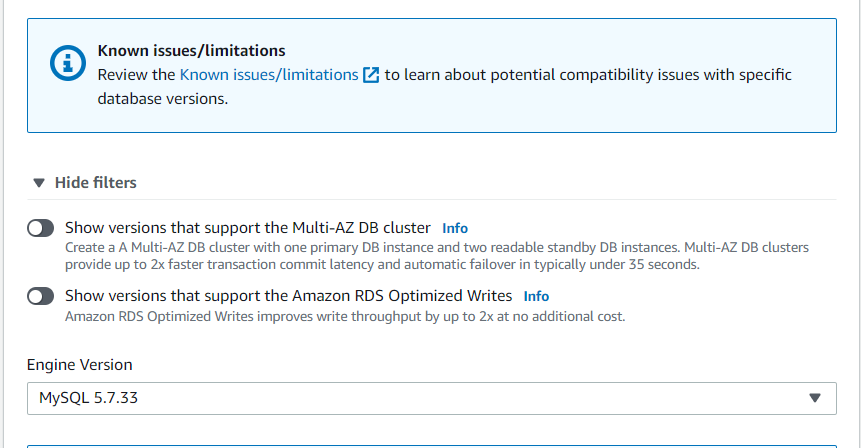 Known issues/limitations
Review the Known issues/limitations to learn about potential compatibility issues with specific
database versions.
Hide filters
Show versions that support the Multi-AZ DB cluster Info
Create a A Multi-AZ DB cluster with one primary DB instance and two readable standby DB instances. Multi-AZ DB clusters
provide up to 2x faster transaction commit latency and automatic failover in typically under 35 seconds.
Show versions that support the Amazon RDS Optimized Writes Info
Amazon RDS Optimized Writes improves write throughput by up to 2x at no additional cost.
Engine Version
MySQL 5.7.33